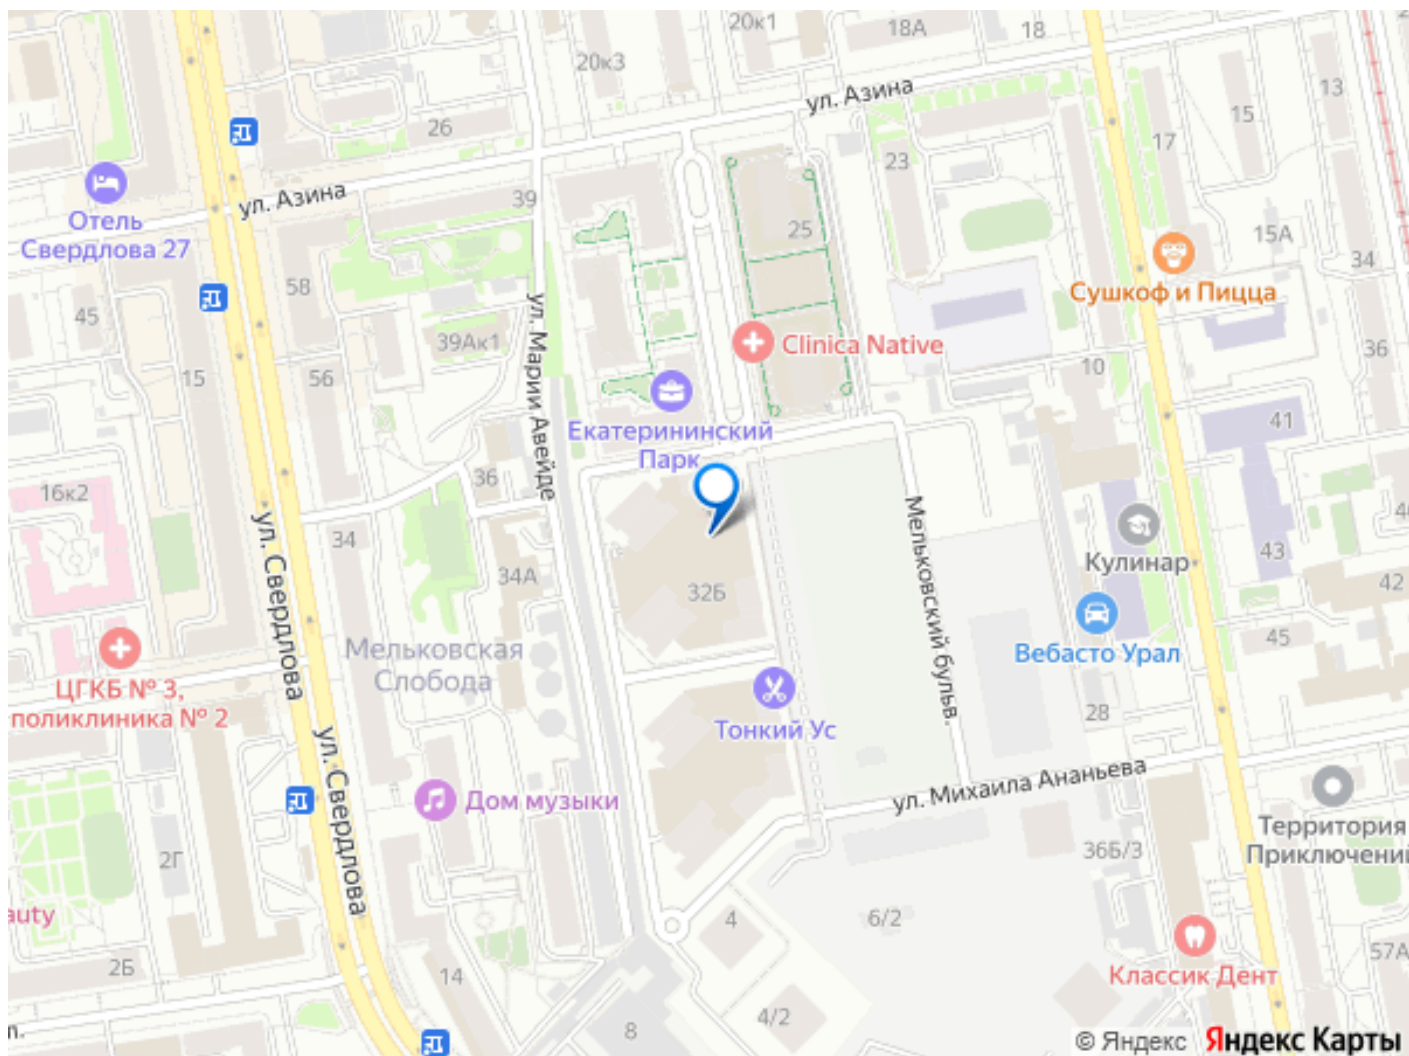 20к1
18А
18
20к3
ул. Азина
13
15
17
26
23
Отель
Свердлова 27
ул. Азина
39
25
15А
34
58
45
ул. Марии Авейде
Сушкоф и Пицца
39Ак1
Clinica Native
36
15
56
10
Екатерининский
Парк
41
36
16к2
Мельковский бульв.
ул. Свердлова
34
Кулинар
43
34А
32Б
42
Мельковская
Слобода
Вебасто Урал
45
ЦГКБ № 3,
поликлиника № 2
Тонкий Ус
28
ул. Свердлова
ул. Михаила Ананьева
Дом музыки
Территория
Приключений
2Г
36Б/3
auty
4
6/2
57А
2Б
14
Классик Дент
4/2
8
© Яндекс Яндекс Карты